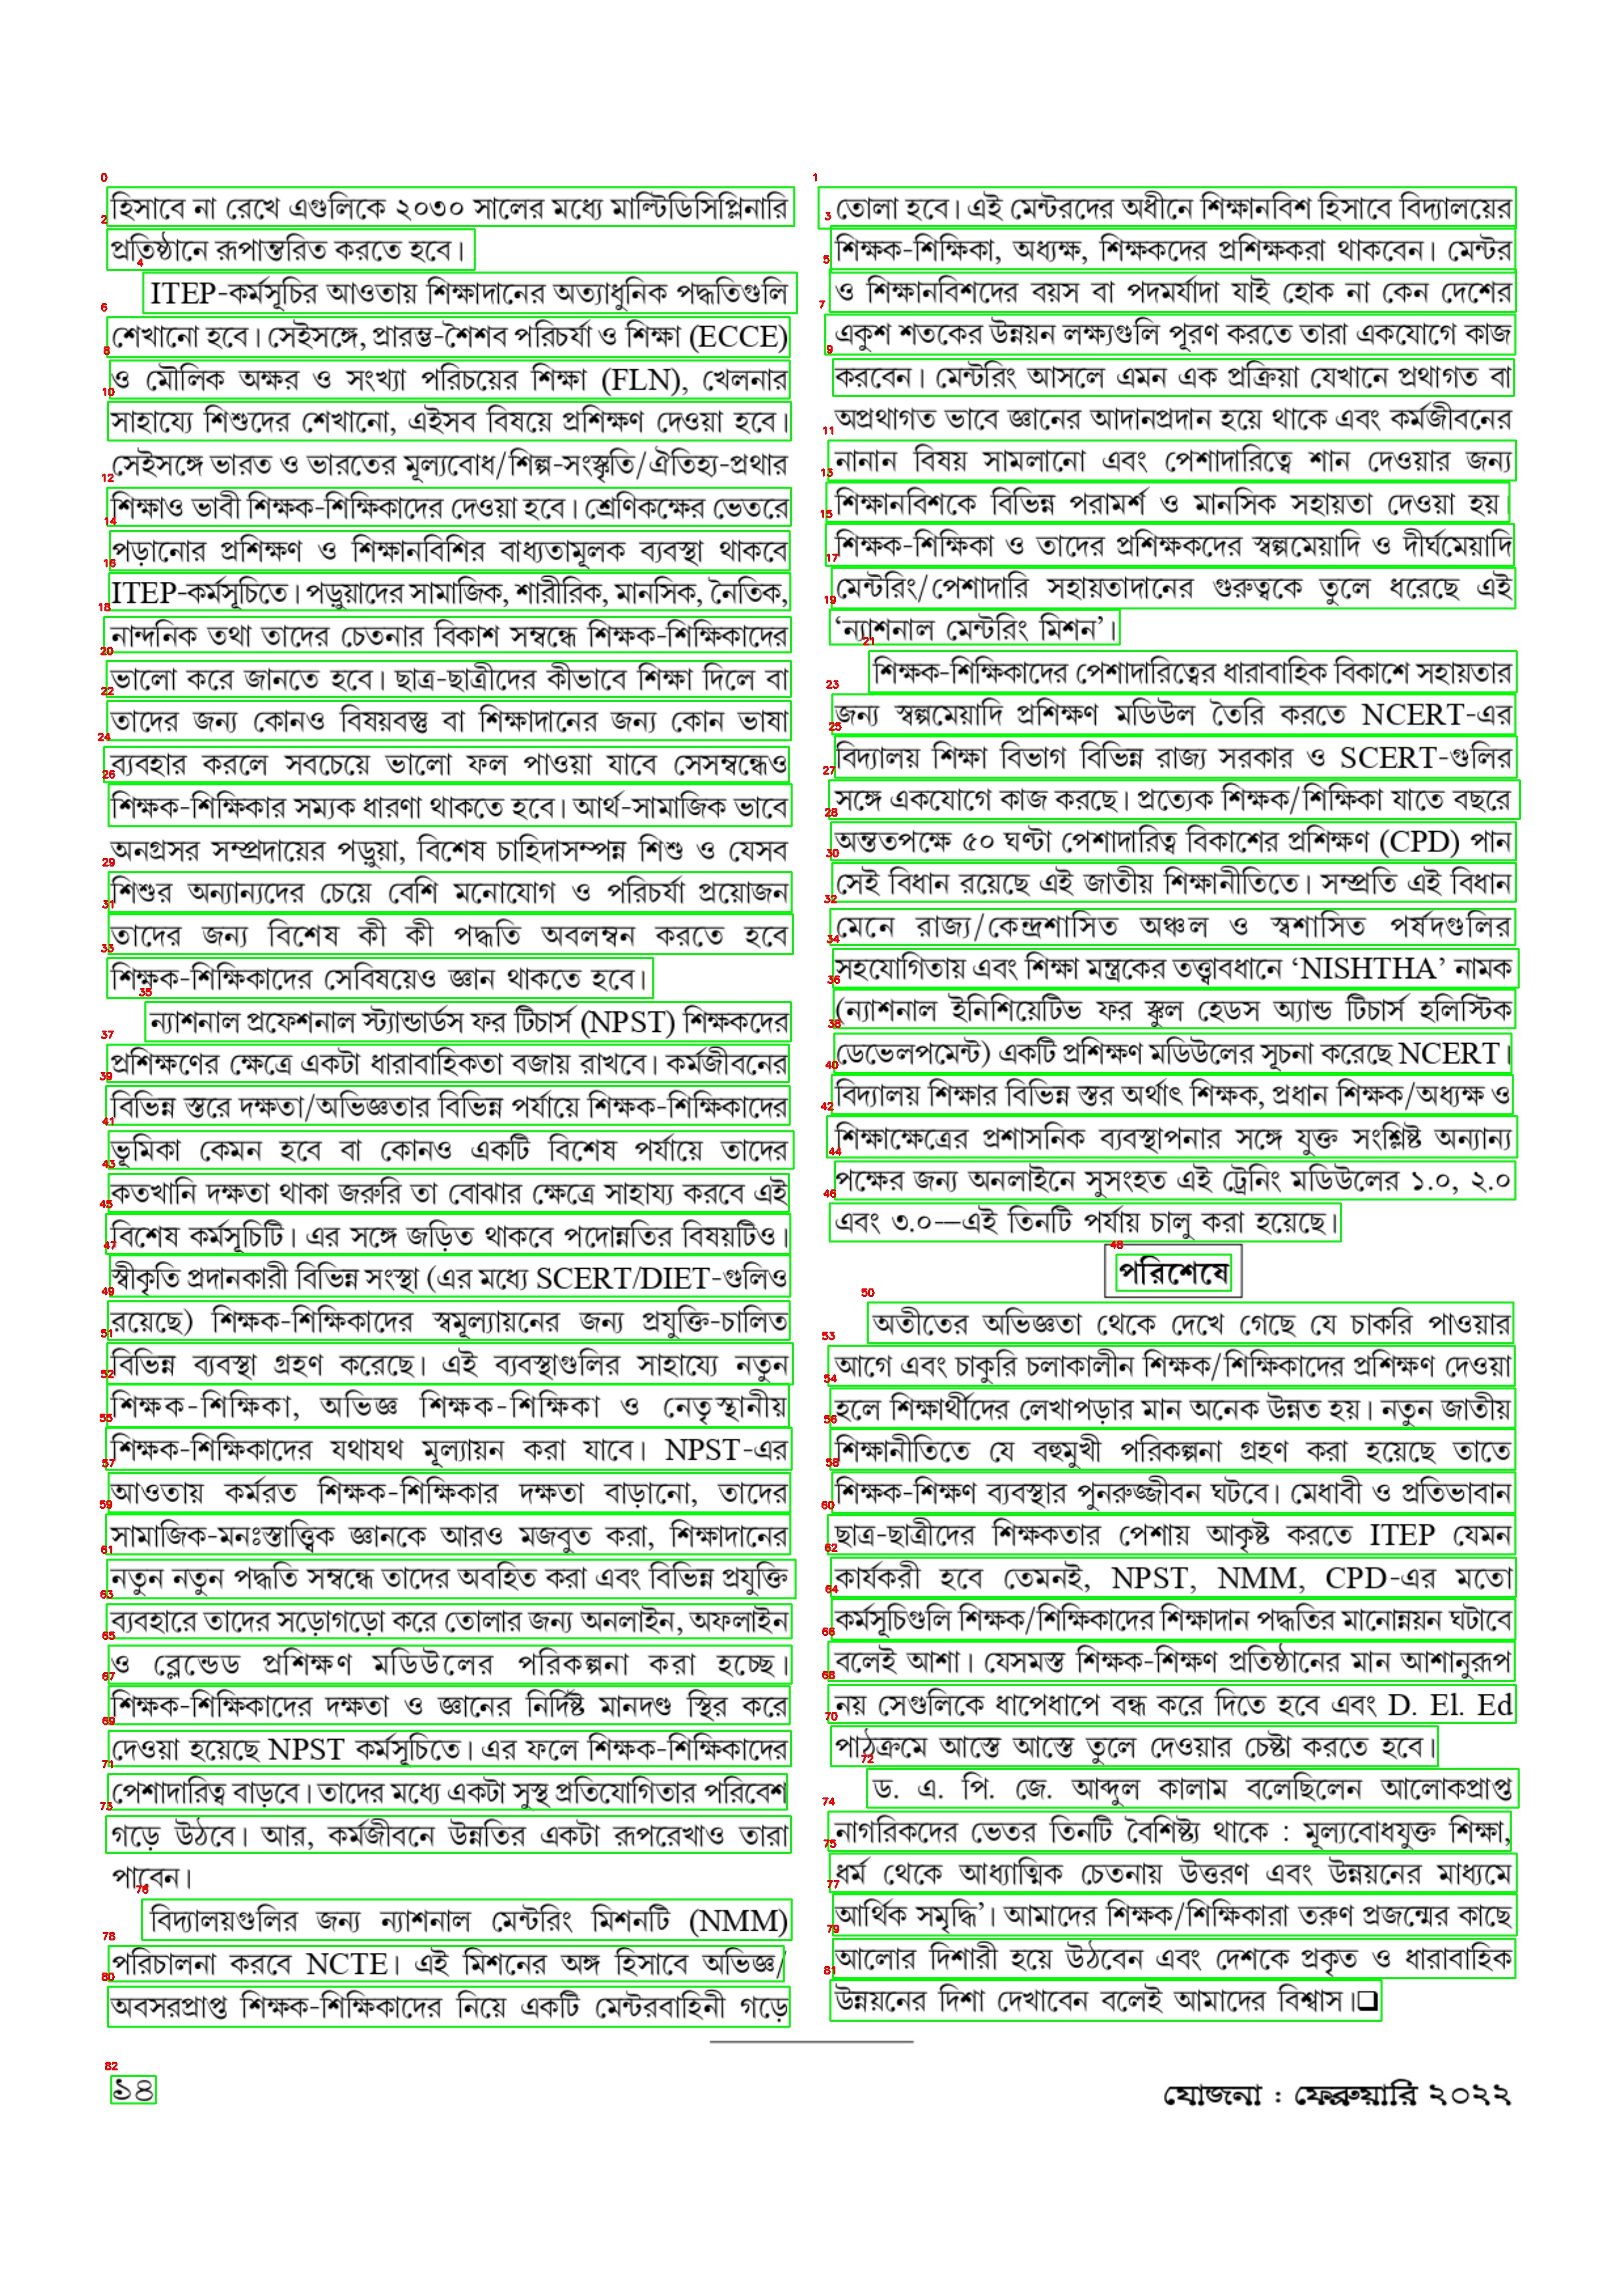 হিসাবে না রেখে এগুলিকে ২০৩০ সালের মধ্যে মাল্টিডিসিপ্লিনারি
প্রতিষ্ঠানে রূপান্তরিত করতে হবে।
ITEP-কর্মসূচির আওতায় শিক্ষাদানের অত্যাধুনিক পদ্ধতিগুলি
শেখানো হবে। সেইসঙ্গে, প্রারম্ভ-শৈশব পরিচর্যা ও শিক্ষা (ECCE)
ও মৌলিক অক্ষর ও সংখ্যা পরিচয়ের শিক্ষা (FLN), খেলনার
সাহায্যে শিশুদের শেখানো, এইসব বিষয়ে প্রশিক্ষণ দেওয়া হবে।
সেইসঙ্গে ভারত ও ভারতের মূল্যবোধ/শিল্প-সংস্কৃতি/ঐতিহ্য-প্রথার
শিক্ষাও ভাবী শিক্ষক-শিক্ষিকাদের দেওয়া হবে। শ্রেণিকক্ষের ভেতরে
পড়ানোর প্রশিক্ষণ ও শিক্ষানবিশির বাধ্যতামূলক ব্যবস্থা থাকবে
ITEP-কর্মসূচিতে। পড়ুয়াদের সামাজিক, শারীরিক, মানসিক, নৈতিক,
নান্দনিক তথা তাদের চেতনার বিকাশ সম্বন্ধে শিক্ষক-শিক্ষিকাদের
ভালো করে জানতে হবে। ছাত্র-ছাত্রীদের কীভাবে শিক্ষা দিলে বা
তাদের জন্য কোনও বিষয়বস্তু বা শিক্ষাদানের জন্য কোন ভাষা
ব্যবহার করলে সবচেয়ে ভালো ফল পাওয়া যাবে সেসম্বন্ধেও
শিক্ষক-শিক্ষিকার সম্যক ধারণা থাকতে হবে। আর্থ-সামাজিক ভাবে
অনগ্রসর সম্প্রদায়ের পড়ুয়া, বিশেষ চাহিদাসম্পন্ন শিশু ও যেসব
শিশুর অন্যান্যদের চেয়ে বেশি মনোযোগ ও পরিচর্যা প্রয়োজন
তাদের জন্য বিশেষ কী কী পদ্ধতি অবলম্বন করতে হবে
শিক্ষক-শিক্ষিকাদের সেবিষয়েও জ্ঞান থাকতে হবে।
ন্যাশনাল প্রফেশনাল স্ট্যান্ডার্ডস ফর টিচার্স (NPST) শিক্ষকদের
প্রশিক্ষণের ক্ষেত্রে একটা ধারাবাহিকতা বজায় রাখবে। কর্মজীবনের
বিভিন্ন স্তরে দক্ষতা/অভিজ্ঞতার বিভিন্ন পর্যায়ে শিক্ষক-শিক্ষিকাদের
ভূমিকা কেমন হবে বা কোনও একটি বিশেষ পর্যায়ে তাদের
কতখানি দক্ষতা থাকা জরুরি তা বোঝার ক্ষেত্রে সাহায্য করবে এই
বিশেষ কর্মসূচিটি। এর সঙ্গে জড়িত থাকবে পদোন্নতির বিষয়টিও।
স্বীকৃতি প্রদানকারী বিভিন্ন সংস্থা (এর মধ্যে SCERT/DIET-গুলিও
রয়েছে) শিক্ষক-শিক্ষিকাদের স্বমূল্যায়নের জন্য প্রযুক্তি-চালিত
বিভিন্ন ব্যবস্থা গ্রহণ করেছে। এই ব্যবস্থাগুলির সাহায্যে নতুন
শিক্ষক-শিক্ষিকা, অভিজ্ঞ শিক্ষক-শিক্ষিকা ও নেতৃস্থানীয়
শিক্ষক-শিক্ষিকাদের যথাযথ মূল্যায়ন করা যাবে। NPST-এর
আওতায় কর্মরত শিক্ষক-শিক্ষিকার দক্ষতা বাড়ানো, তাদের
সামাজিক-মনঃস্তাত্ত্বিক জ্ঞানকে আরও মজবুত করা, শিক্ষাদানের
নতুন নতুন পদ্ধতি সম্বন্ধে তাদের অবহিত করা এবং বিভিন্ন প্রযুক্তি
ব্যবহারে তাদের সড়োগড়ো করে তোলার জন্য অনলাইন, অফলাইন
ও ব্লেন্ডেড প্রশিক্ষণ মডিউলের পরিকল্পনা করা হচ্ছে।
শিক্ষক-শিক্ষিকাদের দক্ষতা ও জ্ঞানের নির্দিষ্ট মানদণ্ড স্থির করে
দেওয়া হয়েছে NPST কর্মসূচিতে। এর ফলে শিক্ষক-শিক্ষিকাদের
পেশাদারিত্ব বাড়বে। তাদের মধ্যে একটা সুস্থ প্রতিযোগিতার পরিবেশ
গড়ে উঠবে। আর, কর্মজীবনে উন্নতির একটা রূপরেখাও তারা
পাবেন।
বিদ্যালয়গুলির জন্য ন্যাশনাল মেন্টরিং মিশনটি (NMM)
পরিচালনা করবে NCTE। এই মিশনের অঙ্গ হিসাবে অভিজ্ঞ/
অবসরপ্রাপ্ত শিক্ষক-শিক্ষিকাদের নিয়ে একটি মেন্টরবাহিনী গড়ে
তোলা হবে। এই মেন্টরদের অধীনে শিক্ষানবিশ হিসাবে বিদ্যালয়ের
শিক্ষক-শিক্ষিকা, অধ্যক্ষ, শিক্ষকদের প্রশিক্ষকরা থাকবেন। মেন্টর
ও শিক্ষানবিশদের বয়স বা পদমর্যাদা যাই হোক না কেন দেশের
একুশ শতকের উন্নয়ন লক্ষ্যগুলি পূরণ করতে তারা একযোগে কাজ
করবেন। মেন্টরিং আসলে এমন এক প্রক্রিয়া যেখানে প্রথাগত বা
অপ্রথাগত ভাবে জ্ঞানের আদানপ্রদান হয়ে থাকে এবং কর্মজীবনের
নানান বিষয় সামলানো এবং পেশাদারিত্বে শান দেওয়ার জন্য
শিক্ষানবিশকে বিভিন্ন পরামর্শ ও মানসিক সহায়তা দেওয়া হয়।
শিক্ষক-শিক্ষিকা ও তাদের প্রশিক্ষকদের স্বল্পমেয়াদি ও দীর্ঘমেয়াদি
মেন্টরিং/পেশাদারি সহায়তাদানের গুরুত্বকে তুলে ধরেছে এই
‘ন্যাশনাল মেন্টরিং মিশন’।
শিক্ষক-শিক্ষিকাদের পেশাদারিত্বের ধারাবাহিক বিকাশে সহায়তার
জন্য স্বল্পমেয়াদি প্রশিক্ষণ মডিউল তৈরি করতে NCERT-এর
বিদ্যালয় শিক্ষা বিভাগ বিভিন্ন রাজ্য সরকার ও SCERT-গুলির
সঙ্গে একযোগে কাজ করছে। প্রত্যেক শিক্ষক/শিক্ষিকা যাতে বছরে
অন্ততপক্ষে ৫০ ঘণ্টা পেশাদারিত্ব বিকাশের প্রশিক্ষণ (CPD) পান
সেই বিধান রয়েছে এই জাতীয় শিক্ষানীতিতে। সম্প্রতি এই বিধান
মেনে রাজ্য/কেন্দ্রশাসিত অঞ্চল ও স্বশাসিত পর্ষদগুলির
সহযোগিতায় এবং শিক্ষা মন্ত্রকের তত্ত্বাবধানে ‘NISHTHA’ নামক
(ন্যাশনাল ইনিশিয়েটিভ ফর স্কুল হেডস অ্যান্ড টিচার্স হলিস্টিক
ডেভেলপমেন্ট) একটি প্রশিক্ষণ মডিউলের সূচনা করেছে NCERT।
বিদ্যালয় শিক্ষার বিভিন্ন স্তর অর্থাৎ শিক্ষক, প্রধান শিক্ষক/অধ্যক্ষ ও
শিক্ষাক্ষেত্রের প্রশাসনিক ব্যবস্থাপনার সঙ্গে যুক্ত সংশ্লিষ্ট অন্যান্য
পক্ষের জন্য অনলাইনে সুসংহত এই ট্রেনিং মডিউলের ১.০, ২.০
এবং ৩.০—এই তিনটি পর্যায় চালু করা হয়েছে।
পরিশেষে
অতীতের অভিজ্ঞতা থেকে দেখে গেছে যে চাকরি পাওয়ার
আগে এবং চাকুরি চলাকালীন শিক্ষক/শিক্ষিকাদের প্রশিক্ষণ দেওয়া
হলে শিক্ষার্থীদের লেখাপড়ার মান অনেক উন্নত হয়। নতুন জাতীয়
শিক্ষানীতিতে যে বহুমুখী পরিকল্পনা গ্রহণ করা হয়েছে তাতে
শিক্ষক-শিক্ষণ ব্যবস্থার পুনরুজ্জীবন ঘটবে। মেধাবী ও প্রতিভাবান
ছাত্র-ছাত্রীদের শিক্ষকতার পেশায় আকৃষ্ট করতে ITEP যেমন
কার্যকরী হবে তেমনই, NPST, NMM, CPD-এর মতো
কর্মসূচিগুলি শিক্ষক/শিক্ষিকাদের শিক্ষাদান পদ্ধতির মানোন্নয়ন ঘটাবে
বলেই আশা। যেসমস্ত শিক্ষক-শিক্ষণ প্রতিষ্ঠানের মান আশানুরূপ
নয় সেগুলিকে ধাপেধাপে বন্ধ করে দিতে হবে এবং D. El. Ed
পাঠক্রমে আস্তে আস্তে তুলে দেওয়ার চেষ্টা করতে হবে।
ড. এ. পি. জে. আব্দুল কালাম বলেছিলেন আলোকপ্রাপ্ত
নাগরিকদের ভেতর তিনটি বৈশিষ্ট্য থাকে : মূল্যবোধযুক্ত শিক্ষা,
ধর্ম থেকে আধ্যাত্মিক চেতনায় উত্তরণ এবং উন্নয়নের মাধ্যমে
আর্থিক সমৃদ্ধি’। আমাদের শিক্ষক/শিক্ষিকারা তরুণ প্রজন্মের কাছে
আলোর দিশারী হয়ে উঠবেন এবং দেশকে প্রকৃত ও ধারাবাহিক
উন্নয়নের দিশা দেখাবেন বলেই আমাদের বিশ্বাস।❑
১৪
যোজনা : ফেব্রুয়ারি ২০২২